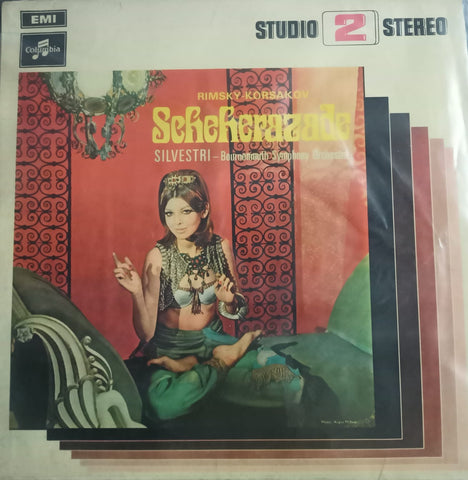 EMI
Columbia
STUDIO 2 STEREO
RIMSKY-KORSAKOV
Scheherazade
SILVESTRI – Bournemouth Symphony Orchestra